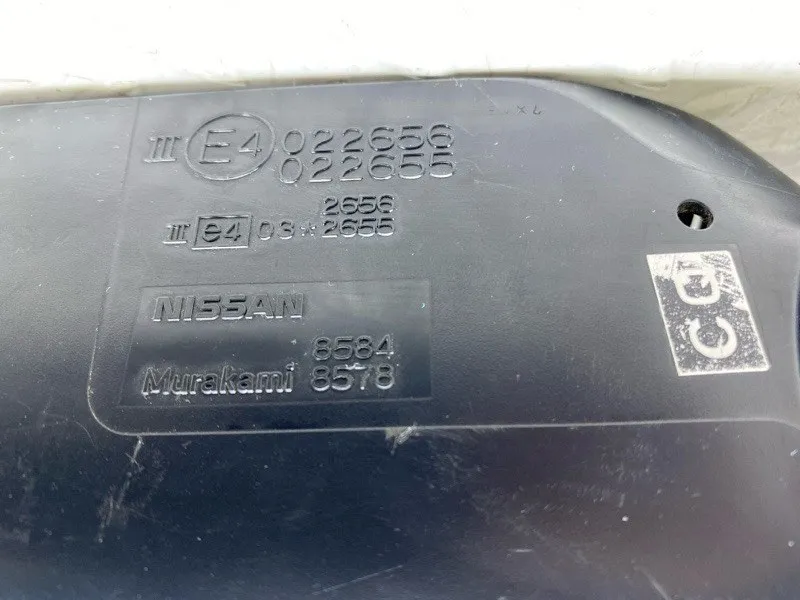 III E4 022656
022655
2656
III e4 03 * 2655
NISSAN
8584
Murakami 8578